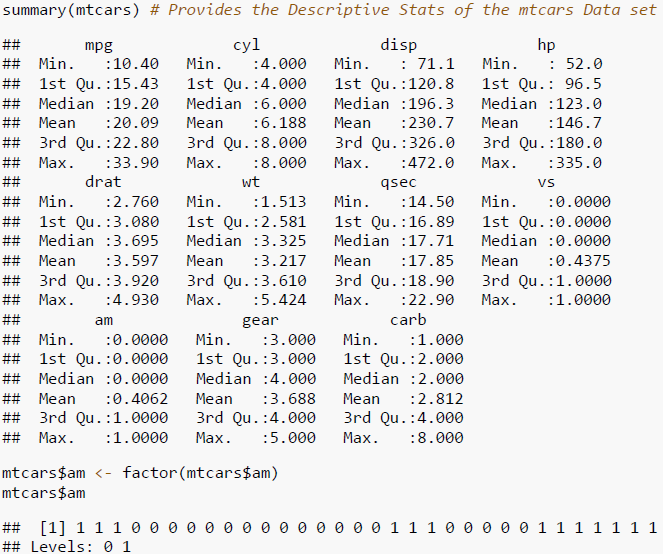 summary(mtcars) # Provides the Descriptive Stats of the mtcars Data set
##       mpg             cyl             disp             hp
##  Min.   :10.40   Min.   :4.000   Min.   : 71.1   Min.   : 52.0
##  1st Qu.:15.43   1st Qu.:4.000   1st Qu.:120.8   1st Qu.: 96.5
##  Median :19.20   Median :6.000   Median :196.3   Median :123.0
##  Mean   :20.09   Mean   :6.188   Mean   :230.7   Mean   :146.7
##  3rd Qu.:22.80   3rd Qu.:8.000   3rd Qu.:326.0   3rd Qu.:180.0
##  Max.   :33.90   Max.   :8.000   Max.   :472.0   Max.   :335.0
##       drat             wt             qsec             vs
##  Min.   :2.760   Min.   :1.513   Min.   :14.50   Min.   :0.0000
##  1st Qu.:3.080   1st Qu.:2.581   1st Qu.:16.89   1st Qu.:0.0000
##  Median :3.695   Median :3.325   Median :17.71   Median :0.0000
##  Mean   :3.597   Mean   :3.217   Mean   :17.85   Mean   :0.4375
##  3rd Qu.:3.920   3rd Qu.:3.610   3rd Qu.:18.90   3rd Qu.:1.0000
##  Max.   :4.930   Max.   :5.424   Max.   :22.90   Max.   :1.0000
##        am              gear            carb
##  Min.   :0.0000   Min.   :3.000   Min.   :1.000
##  1st Qu.:0.0000   1st Qu.:3.000   1st Qu.:2.000
##  Median :0.0000   Median :4.000   Median :2.000
##  Mean   :0.4062   Mean   :3.688   Mean   :2.812
##  3rd Qu.:1.0000   3rd Qu.:4.000   3rd Qu.:4.000
##  Max.   :1.0000   Max.   :5.000   Max.   :8.000
mtcars$am <- factor(mtcars$am)
mtcars$am
##  [1] 1 1 1 0 0 0 0 0 0 0 0 0 0 0 0 0 0 1 1 1 0 0 0 0 0 1 1 1 1 1 1 1
## Levels: 0 1